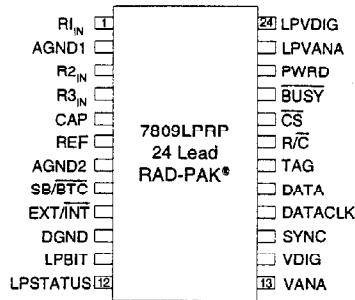 RI_IN 1
AGND1
R2_IN
R3_IN
CAP
REF
AGND2
SB/BTC
EXT/INT
DGND
LPBIT
LPSTATUS 12
7809LPRP
24 Lead
RAD-PAK®
24 LPVDIG
LPVANA
PWRD
BUSY
CS
R/C
TAG
DATA
DATACLK
SYNC
VDIG
13 VANA